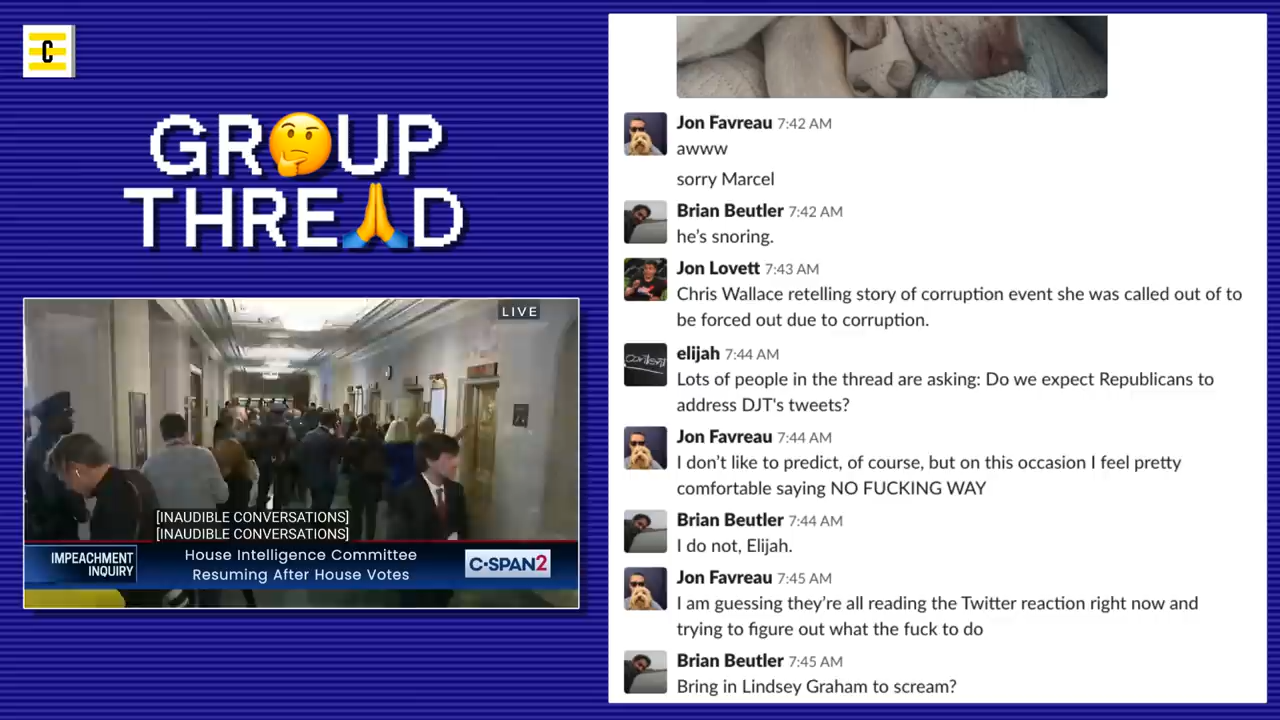 C
GROUP
THREAD
LIVE
[INAUDIBLE CONVERSATIONS]
[INAUDIBLE CONVERSATIONS]
IMPEACHMENT
INQUIRY
House Intelligence Committee
Resuming After House Votes
C-SPAN2
Jon Favreau 7:42 AM
awww
sorry Marcel
Brian Beutler 7:42 AM
he's snoring.
Jon Lovett 7:43 AM
Chris Wallace retelling story of corruption event she was called out of to
be forced out due to corruption.
elijah 7:44 AM
Lots of people in the thread are asking: Do we expect Republicans to
address DJT's tweets?
Jon Favreau 7:44 AM
I don't like to predict, of course, but on this occasion I feel pretty
comfortable saying NO FUCKING WAY
Brian Beutler 7:44 AM
I do not, Elijah.
Jon Favreau 7:45 AM
I am guessing they're all reading the Twitter reaction right now and
trying to figure out what the fuck to do
Brian Beutler 7:45 AM
Bring in Lindsey Graham to scream?